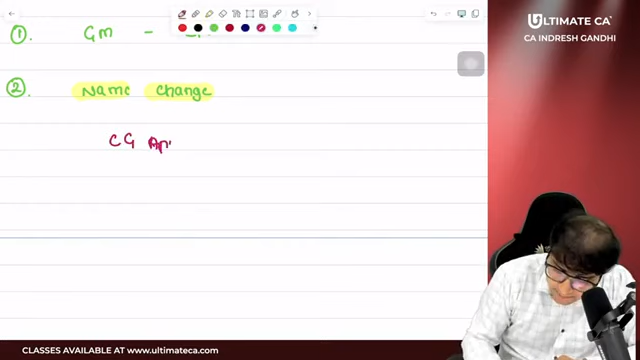 ULTIMATE CA
CA INDRESH GANDHI
①. GM -
②. Name Change
CG
CLASSES AVAILABLE AT www.ultimateca.com